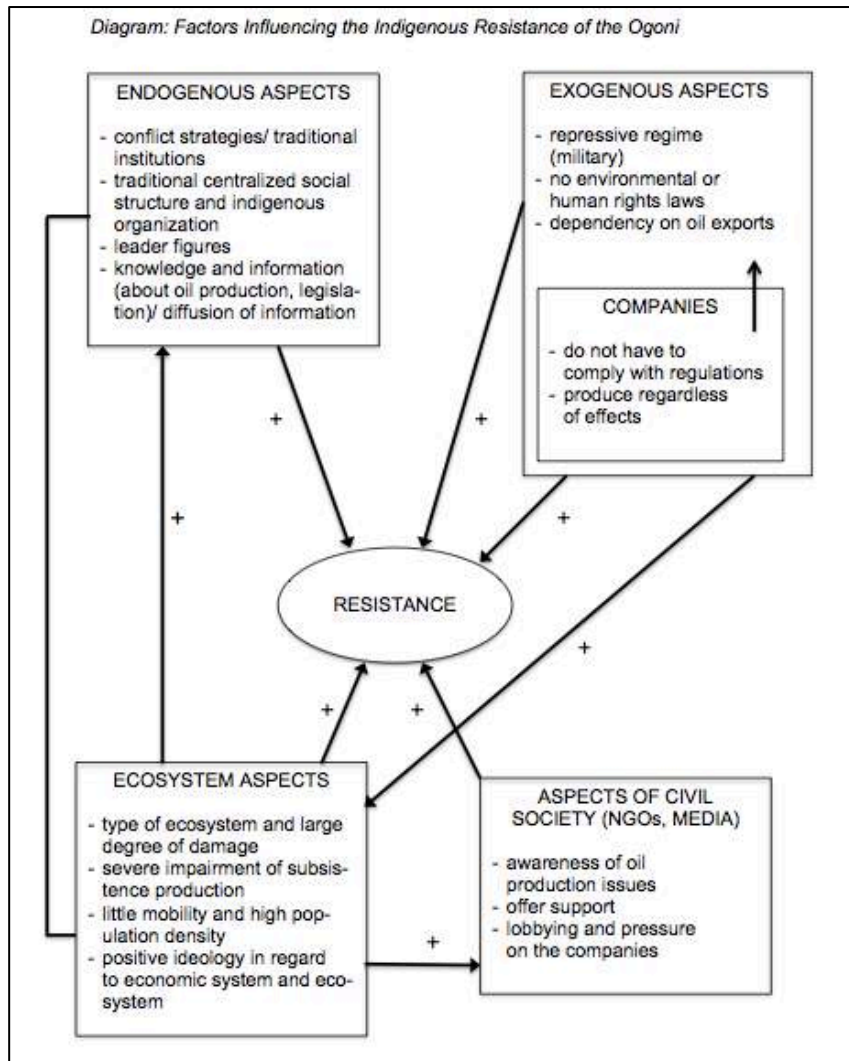 Diagram: Factors Influencing the Indigenous Resistance of the Ogoni
ENDOGENOUS ASPECTS
- conflict strategies/ traditional
institutions
- traditional centralized social
structure and indigenous
organization
- leader figures
- knowledge and information
(about oil production, legisla-
tion)/ diffusion of information
EXOGENOUS ASPECTS
- repressive regime
(military)
- no environmental or
human rights laws
- dependency on oil exports
COMPANIES
- do not have to
comply with regulations
- produce regardless
of effects
+
+
+
+
RESISTANCE
+
+
+
ECOSYSTEM ASPECTS
- type of ecosystem and large
degree of damage
- severe impairment of subsis-
tence production
- little mobility and high pop-
ulation density
- positive ideology in regard
to economic system and eco-
system
+
ASPECTS OF CIVIL
SOCIETY (NGOs, MEDIA)
- awareness of oil
production issues
- offer support
- lobbying and pressure
on the companies